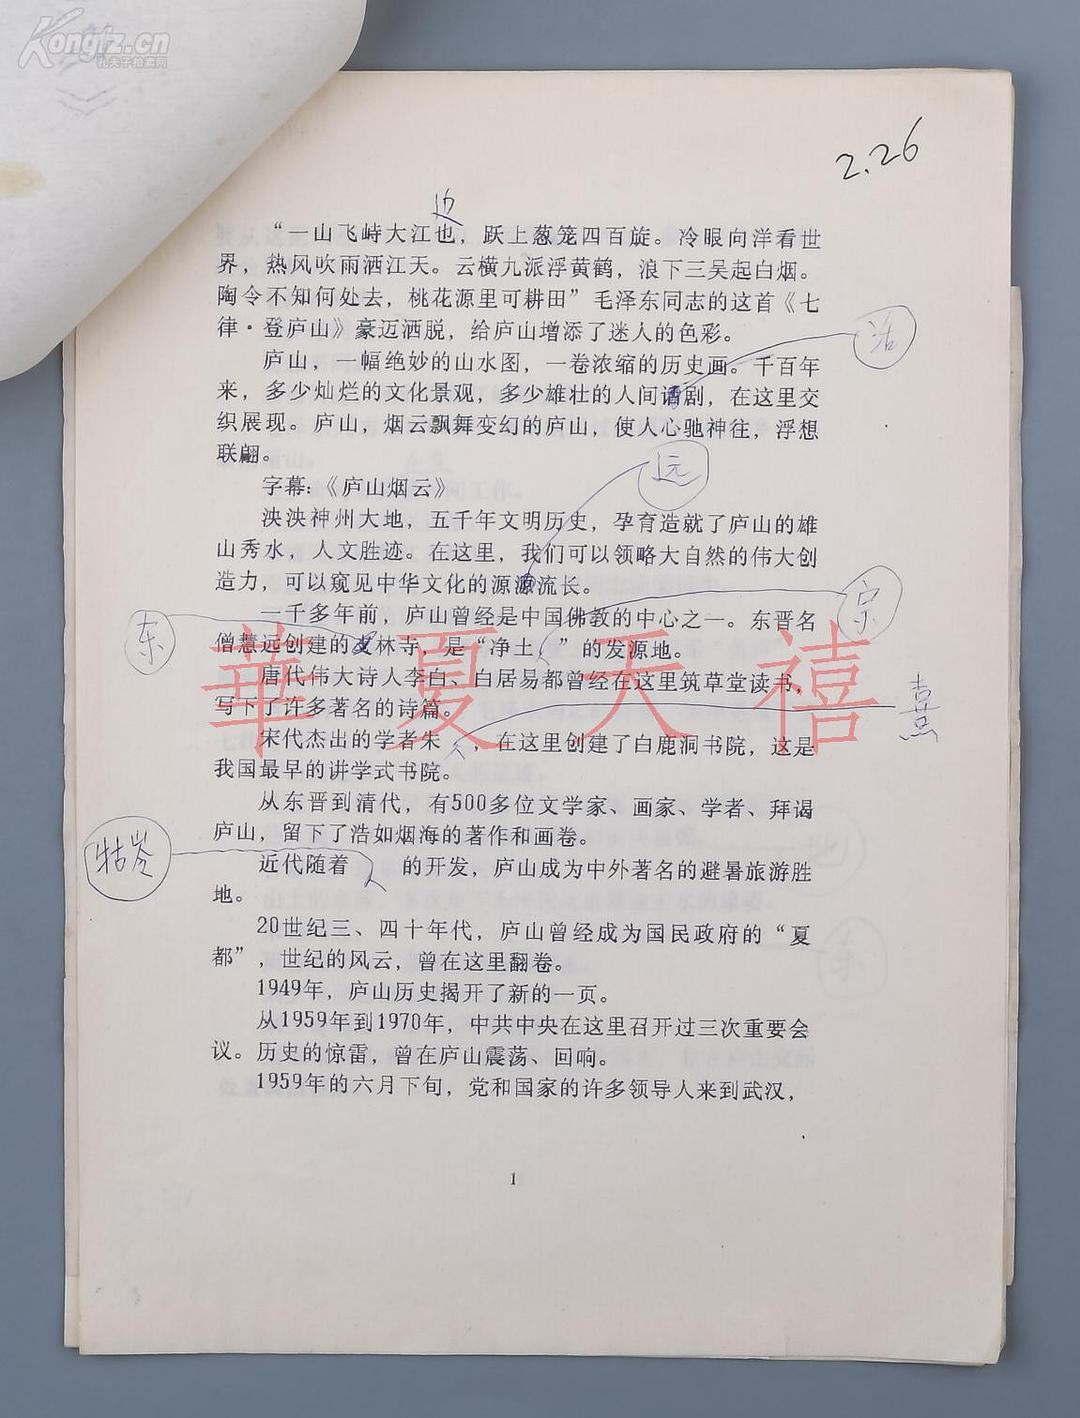 Kongfz.cn
孔夫子拍卖网
2.26
边
“一山飞峙大江也，跃上葱笼四百旋。冷眼向洋看世
界，热风吹雨洒江天。云横九派浮黄鹤，浪下三吴起白烟。
陶令不知何处去，桃花源里可耕田”毛泽东同志的这首《七
律·登庐山》豪迈洒脱，给庐山增添了迷人的色彩。
活
庐山，一幅绝妙的山水图，一卷浓缩的历史画。千百年
来，多少灿烂的文化景观，多少雄壮的人间 剧，在这里交
织展现。庐山，烟云飘舞变幻的庐山，使人心驰神往，浮想
联翩。
远
字幕：《庐山烟云》
泱泱神州大地，五千年文明历史，孕育造就了庐山的雄
山秀水，人文胜迹。在这里，我们可以领略大自然的伟大创
造力，可以窥见中华文化的源 流长。
宗
一千多年前，庐山曾经是中国佛教的中心之一。东晋名
东
僧慧远创建的 林寺，是“净土 ”的发源地。
唐代伟大诗人李白、白居易都曾经在这里筑草堂读书，
写下了许多著名的诗篇。
熹
宋代杰出的学者朱 ，在这里创建了白鹿洞书院，这是
我国最早的讲学式书院。
从东晋到清代，有500多位文学家、画家、学者、拜谒
庐山，留下了浩如烟海的著作和画卷。
牯岭
近代随着 的开发，庐山成为中外著名的避暑旅游胜
地。
20世纪三、四十年代，庐山曾经成为国民政府的“夏
都”，世纪的风云，曾在这里翻卷。
1949年，庐山历史揭开了新的一页。
从1959年到1970年，中共中央在这里召开过三次重要会
议。历史的惊雷，曾在庐山震荡、回响。
1959年的六月下旬，党和国家的许多领导人来到武汉，
1
華夏天禧